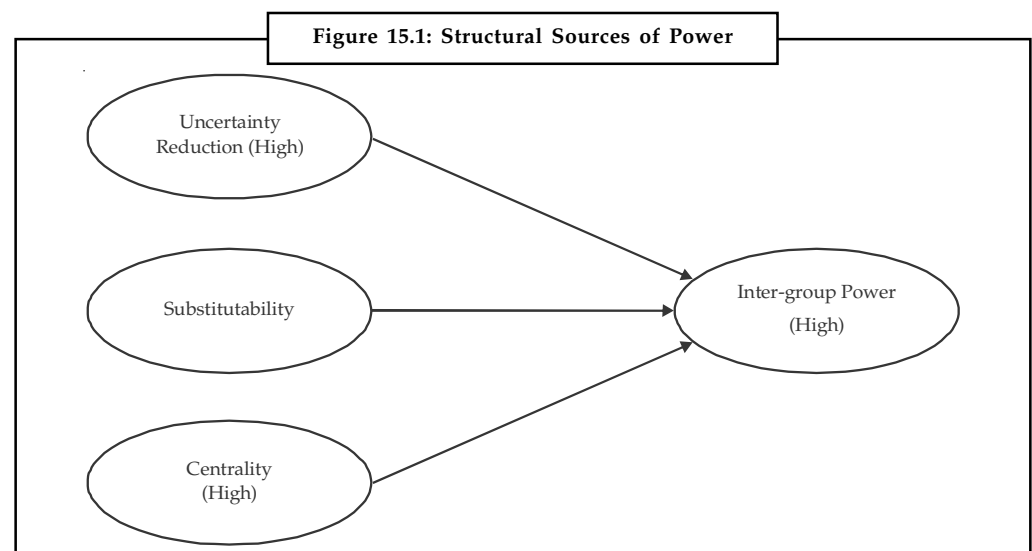 Figure 15.1: Structural Sources of Power
Uncertainty
Reduction (High)
Substitutability
Inter-group Power
(High)
Centrality
(High)